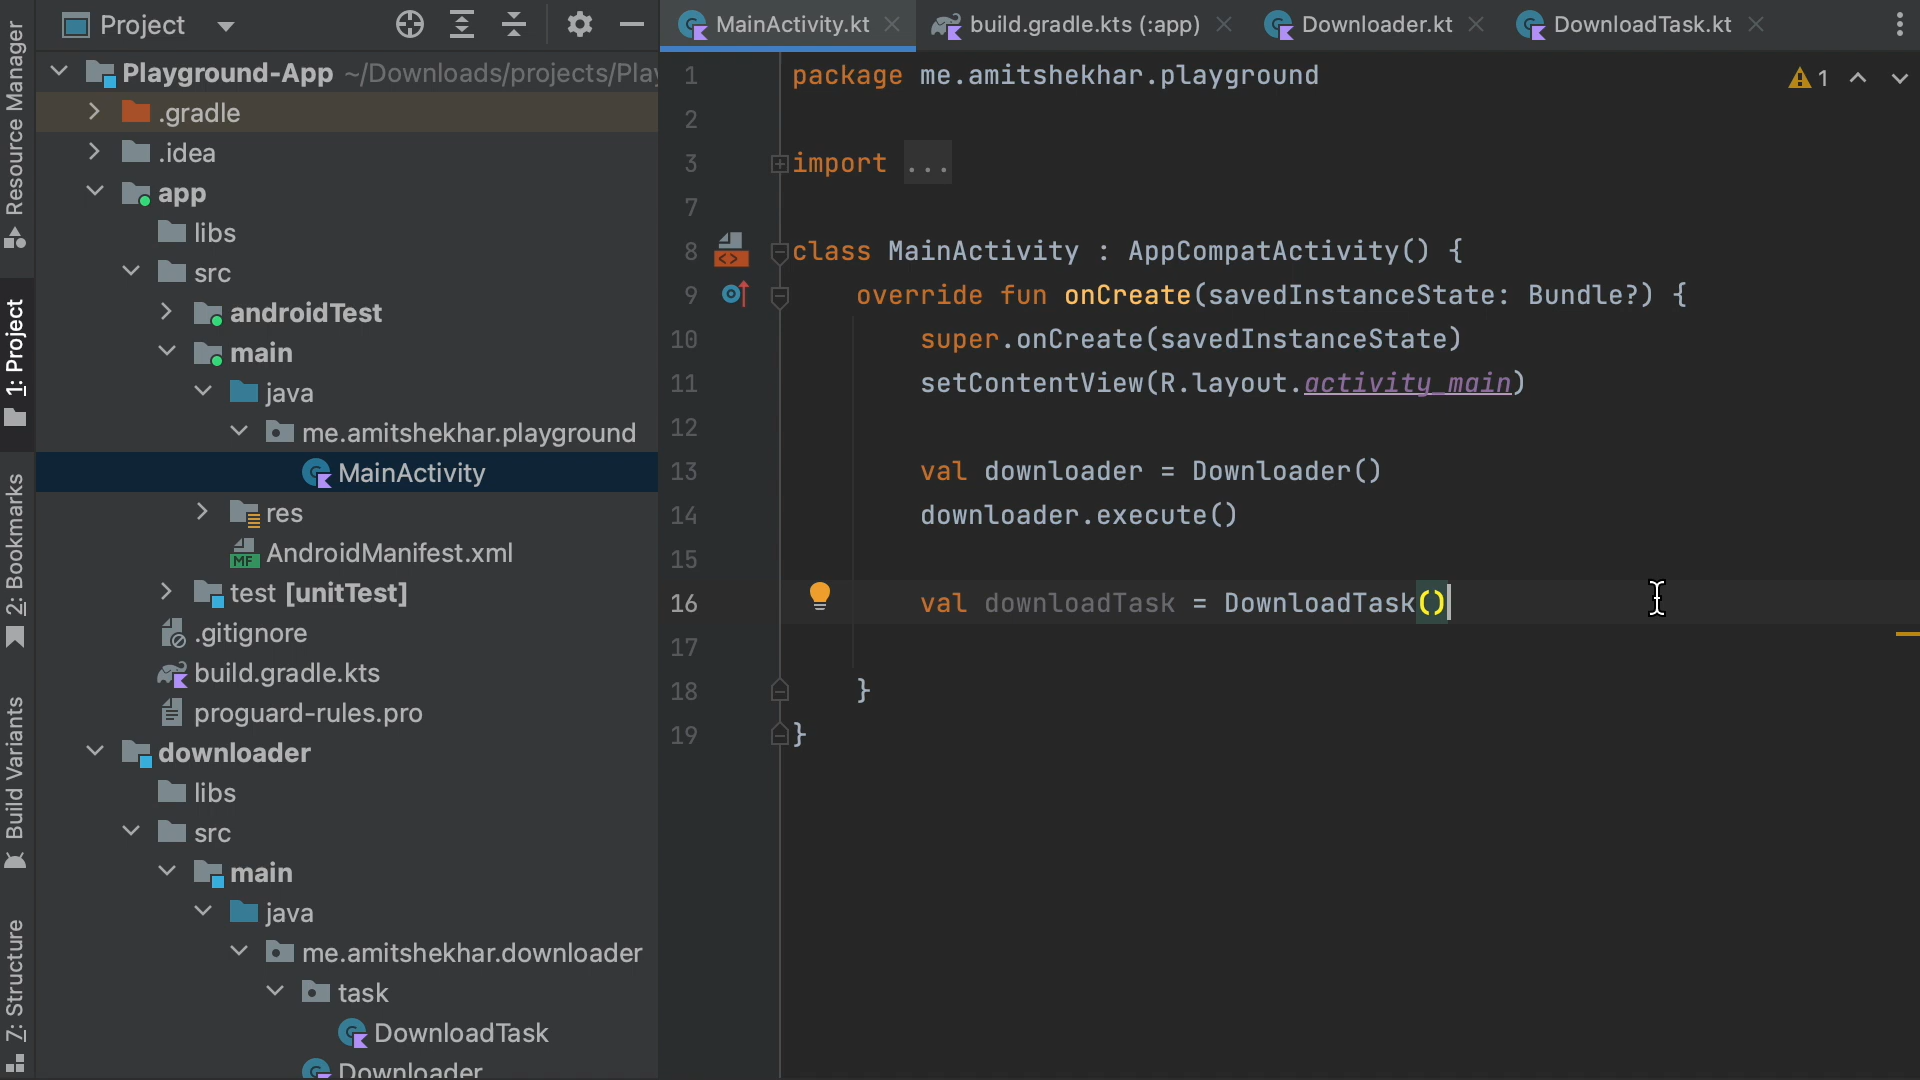 Resource Manager
1: Project
2: Bookmarks
Build Variants
7: Structure
Project
Playground-App ~/Downloads/projects/Play
.gradle
.idea
app
libs
src
androidTest
main
java
me.amitshekhar.playground
MainActivity
res
MF AndroidManifest.xml
test [unitTest]
.gitignore
build.gradle.kts
proguard-rules.pro
downloader
libs
src
main
java
me.amitshekhar.downloader
task
DownloadTask
Downloader
MainActivity.kt build.gradle.kts (:app) Downloader.kt DownloadTask.kt
1 package me.amitshekhar.playground 1
2
3 import ...
7
8 class MainActivity : AppCompatActivity() {
9 override fun onCreate(savedInstanceState: Bundle?) {
10 super.onCreate(savedInstanceState)
11 setContentView(R.layout.activity_main)
12
13 val downloader = Downloader()
14 downloader.execute()
15
16 val downloadTask = DownloadTask()
17
18 }
19 }